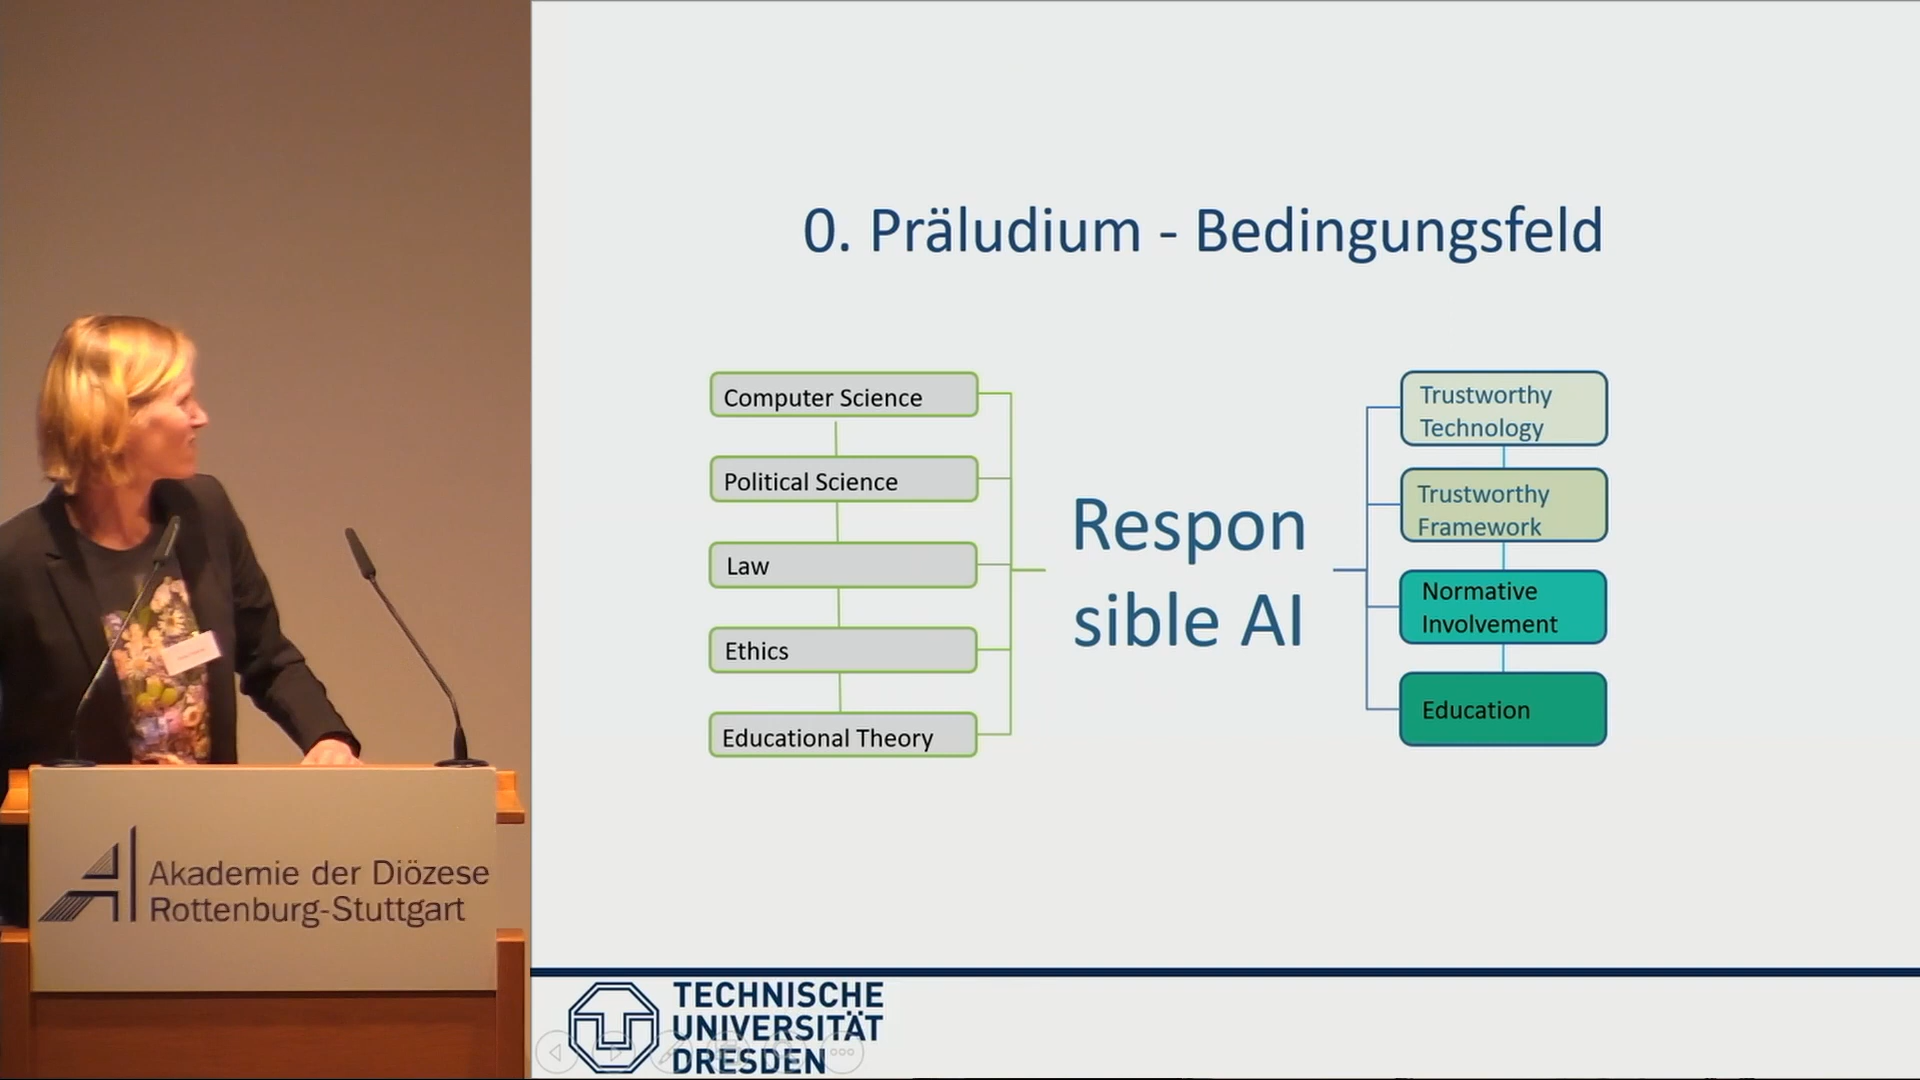 0. Präludium - Bedingungsfeld
Computer Science
Political Science
Law
Ethics
Educational Theory
Respon
sible AI
Trustworthy
Technology
Trustworthy
Framework
Normative
Involvement
Education
Akademie der Diözese
Rottenburg-Stuttgart
TECHNISCHE
UNIVERSITÄT
DRESDEN